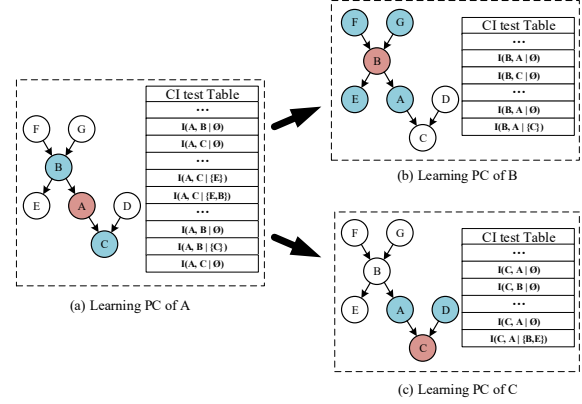 CI test Table
...
I(A, B | Ø)
I(A, C | Ø)
...
I(A, C | {E})
I(A, C | {E,B})
...
I(A, B | Ø)
I(A, B | {C})
I(A, C | Ø)
F
G
B
E
A
D
C
(a) Learning PC of A
F
G
B
E
A
D
C
CI test Table
...
I(B, A | Ø)
I(B, C | Ø)
...
I(B, A | Ø)
I(B, A | {C})
(b) Learning PC of B
F
G
B
E
A
D
C
CI test Table
...
I(C, A | Ø)
I(C, B | Ø)
...
I(C, A | Ø)
I(C, A | {B,E})
(c) Learning PC of C